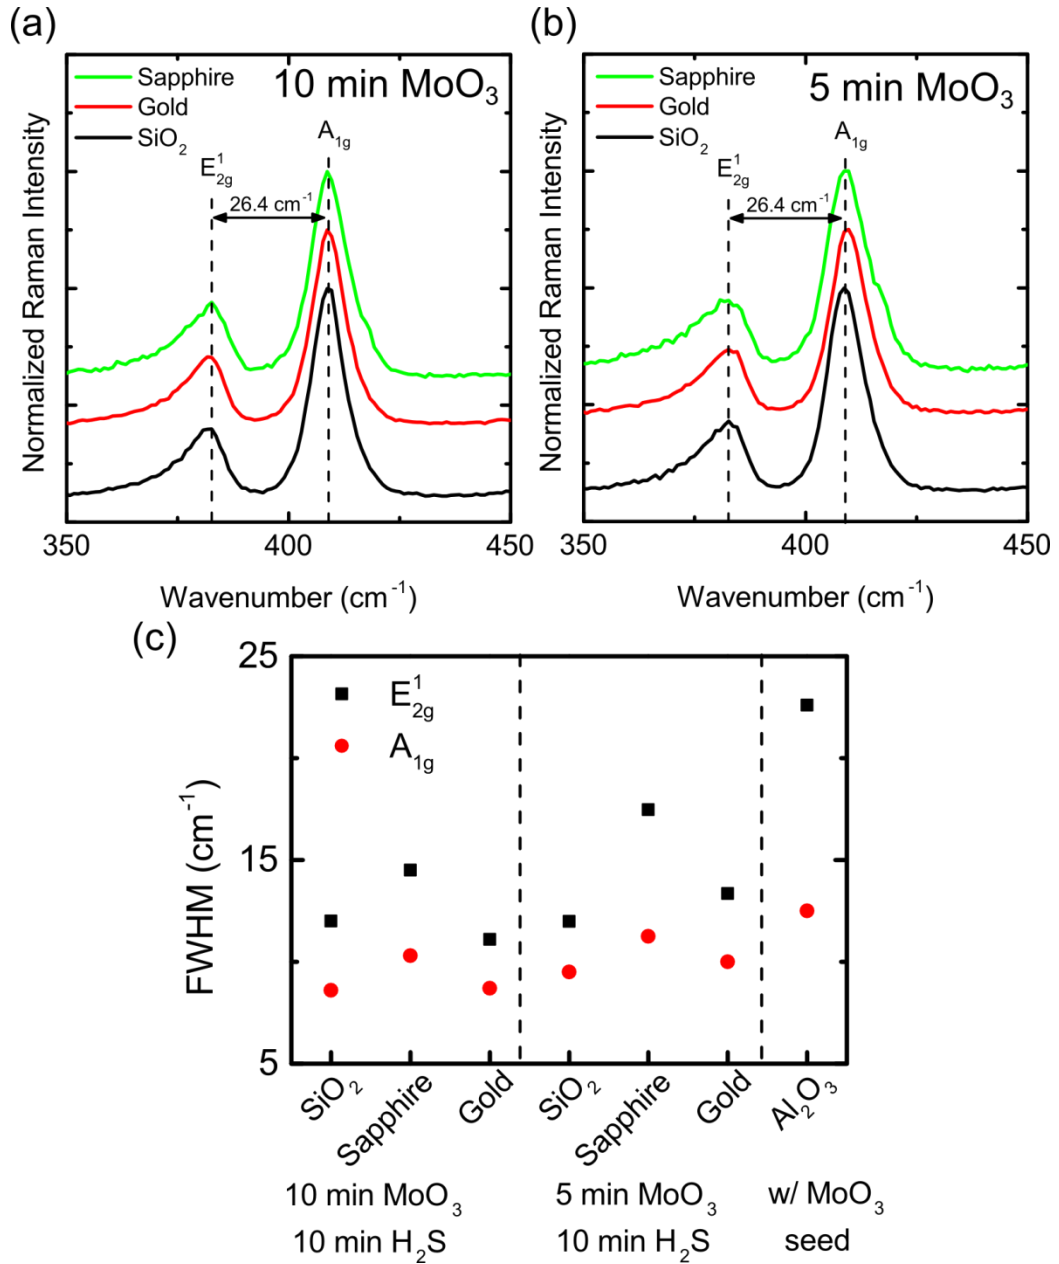 (a)
Sapphire
Gold
SiO₂
10 min MoO₃
A₁g
E¹₂g
26.4 cm⁻¹
Normalized Raman Intensity
350
400
450
Wavenumber (cm⁻¹)
(b)
Sapphire
Gold
SiO₂
5 min MoO₃
A₁g
E¹₂g
26.4 cm⁻¹
Normalized Raman Intensity
350
400
450
Wavenumber (cm⁻¹)
(c)
25
15
5
FWHM (cm⁻¹)
E¹₂g
A₁g
SiO₂
Sapphire
Gold
SiO₂
Sapphire
Gold
Al₂O₃
10 min MoO₃
10 min H₂S
5 min MoO₃
10 min H₂S
w/ MoO₃
seed